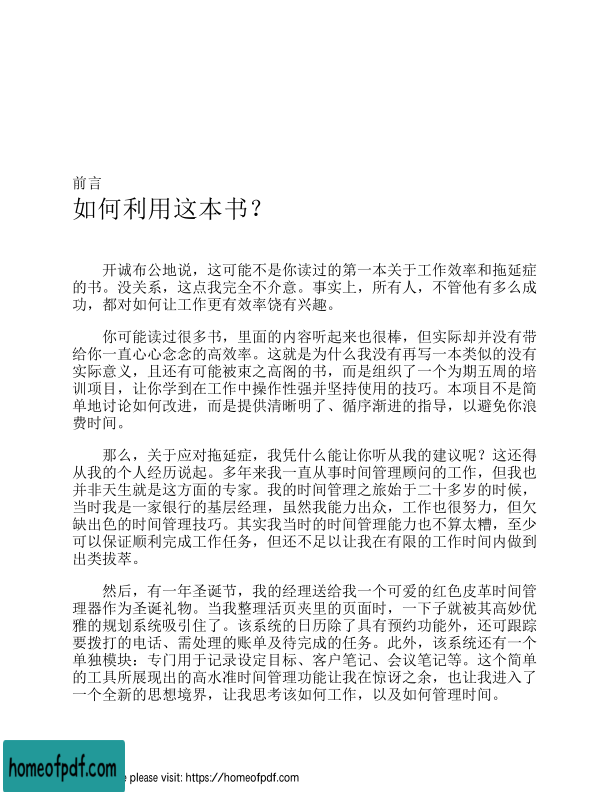 前言
如何利用这本书？
开诚布公地说，这可能不是你读过的第一本关于工作效率和拖延症
的书。没关系，这点我完全不介意。事实上，所有人，不管他有多么成
功，都对如何让工作更有效率饶有兴趣。
你可能读过很多书，里面的内容听起来也很棒，但实际却并没有带
给你一直心心念念的高效率。这就是为什么我没有再写一本类似的没有
实际意义，且还有可能被束之高阁的书，而是组织了一个为期五周的培
训项目，让你学到在工作中操作性强并坚持使用的技巧。本项目不是简
单地讨论如何改进，而是提供清晰明了、循序渐进的指导，以避免你浪
费时间。
那么，关于应对拖延症，我凭什么能让你听从我的建议呢？这还得
从我的个人经历说起。多年来我一直从事时间管理顾问的工作，但我也
并非天生就是这方面的专家。我的时间管理之旅始于二十多岁的时候，
当时我是一家银行的基层经理，虽然我能力出众，工作也很努力，但欠
缺出色的时间管理技巧。其实我当时的时间管理能力也不算太糟，至少
可以保证顺利完成工作任务，但还不足以让我在有限的工作时间内做到
出类拔萃。
然后，有一年圣诞节，我的经理送给我一个可爱的红色皮革时间管
理器作为圣诞礼物。当我整理活页夹里的页面时，一下子就被其高妙优
雅的规划系统吸引住了。该系统的日历除了具有预约功能外，还可跟踪
要拨打的电话、需处理的账单及待完成的任务。此外，该系统还有一个
单独模块：专门用于记录设定目标、客户笔记、会议笔记等。这个简单
的工具所展现出的高水准时间管理功能让我在惊讶之余，也让我进入了
一个全新的思想境界，让我思考该如何工作，以及如何管理时间。
homeofpdf.com
e please visit: https://homeofpdf.com